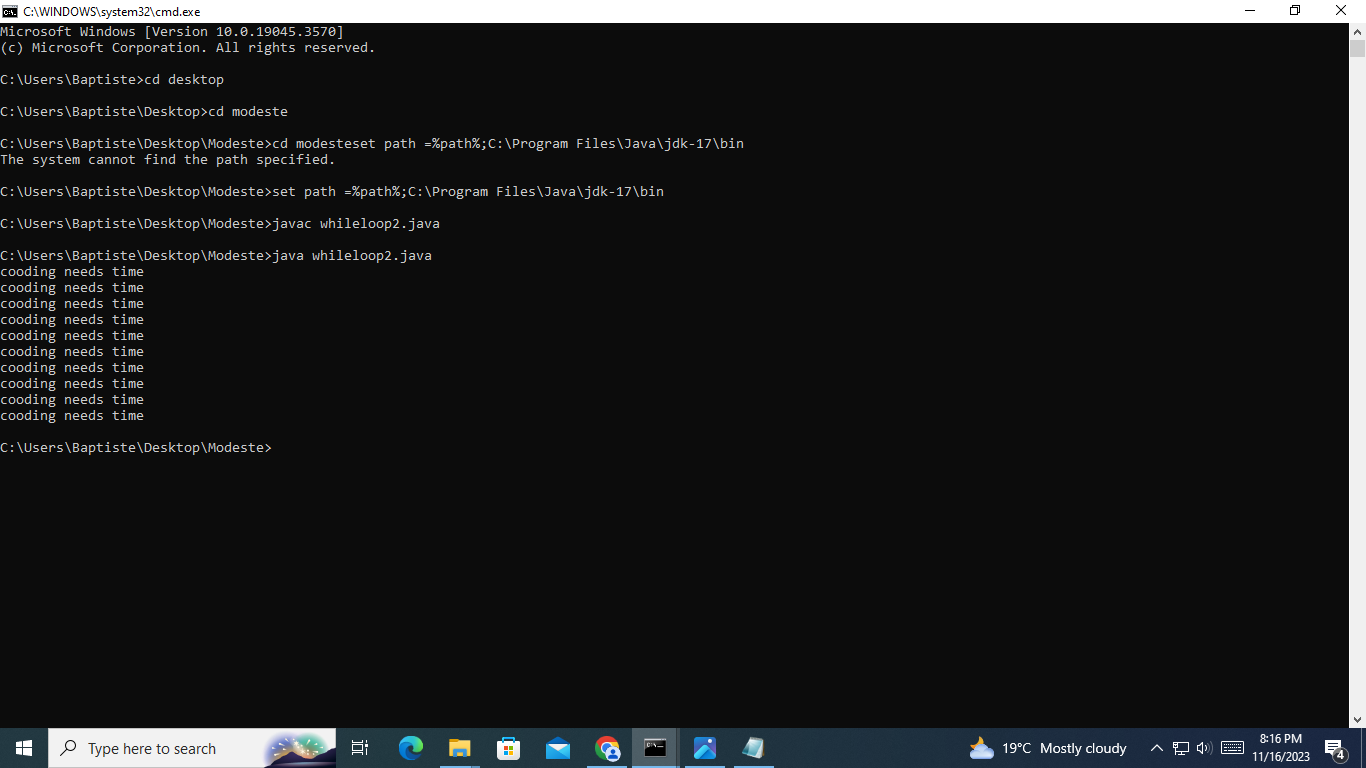 C:\WINDOWS\system32\cmd.exe
Microsoft Windows [Version 10.0.19045.3570]
(c) Microsoft Corporation. All rights reserved.
C:\Users\Baptiste>cd desktop
C:\Users\Baptiste\Desktop>cd modeste
C:\Users\Baptiste\Desktop\Modeste>cd modesteset path =%path%;C:\Program Files\Java\jdk-17\bin
The system cannot find the path specified.
C:\Users\Baptiste\Desktop\Modeste>set path =%path%;C:\Program Files\Java\jdk-17\bin
C:\Users\Baptiste\Desktop\Modeste>javac whileloop2.java
C:\Users\Baptiste\Desktop\Modeste>java whileloop2.java
cooding needs time
cooding needs time
cooding needs time
cooding needs time
cooding needs time
cooding needs time
cooding needs time
cooding needs time
cooding needs time
cooding needs time
C:\Users\Baptiste\Desktop\Modeste>
Type here to search
19°C Mostly cloudy
8:16 PM
11/16/2023
4